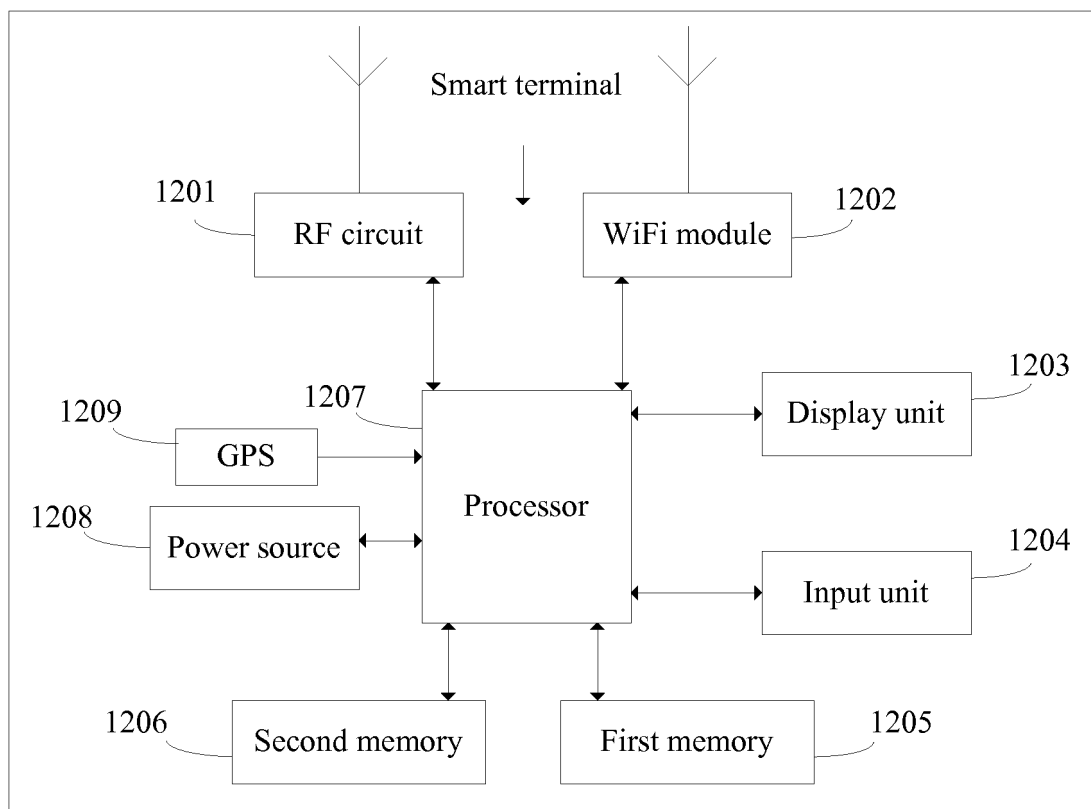 Smart terminal
1201
RF circuit
WiFi module
1202
1203
Display unit
1209
GPS
1207
Processor
1208
Power source
1204
Input unit
1206
Second memory
First memory
1205